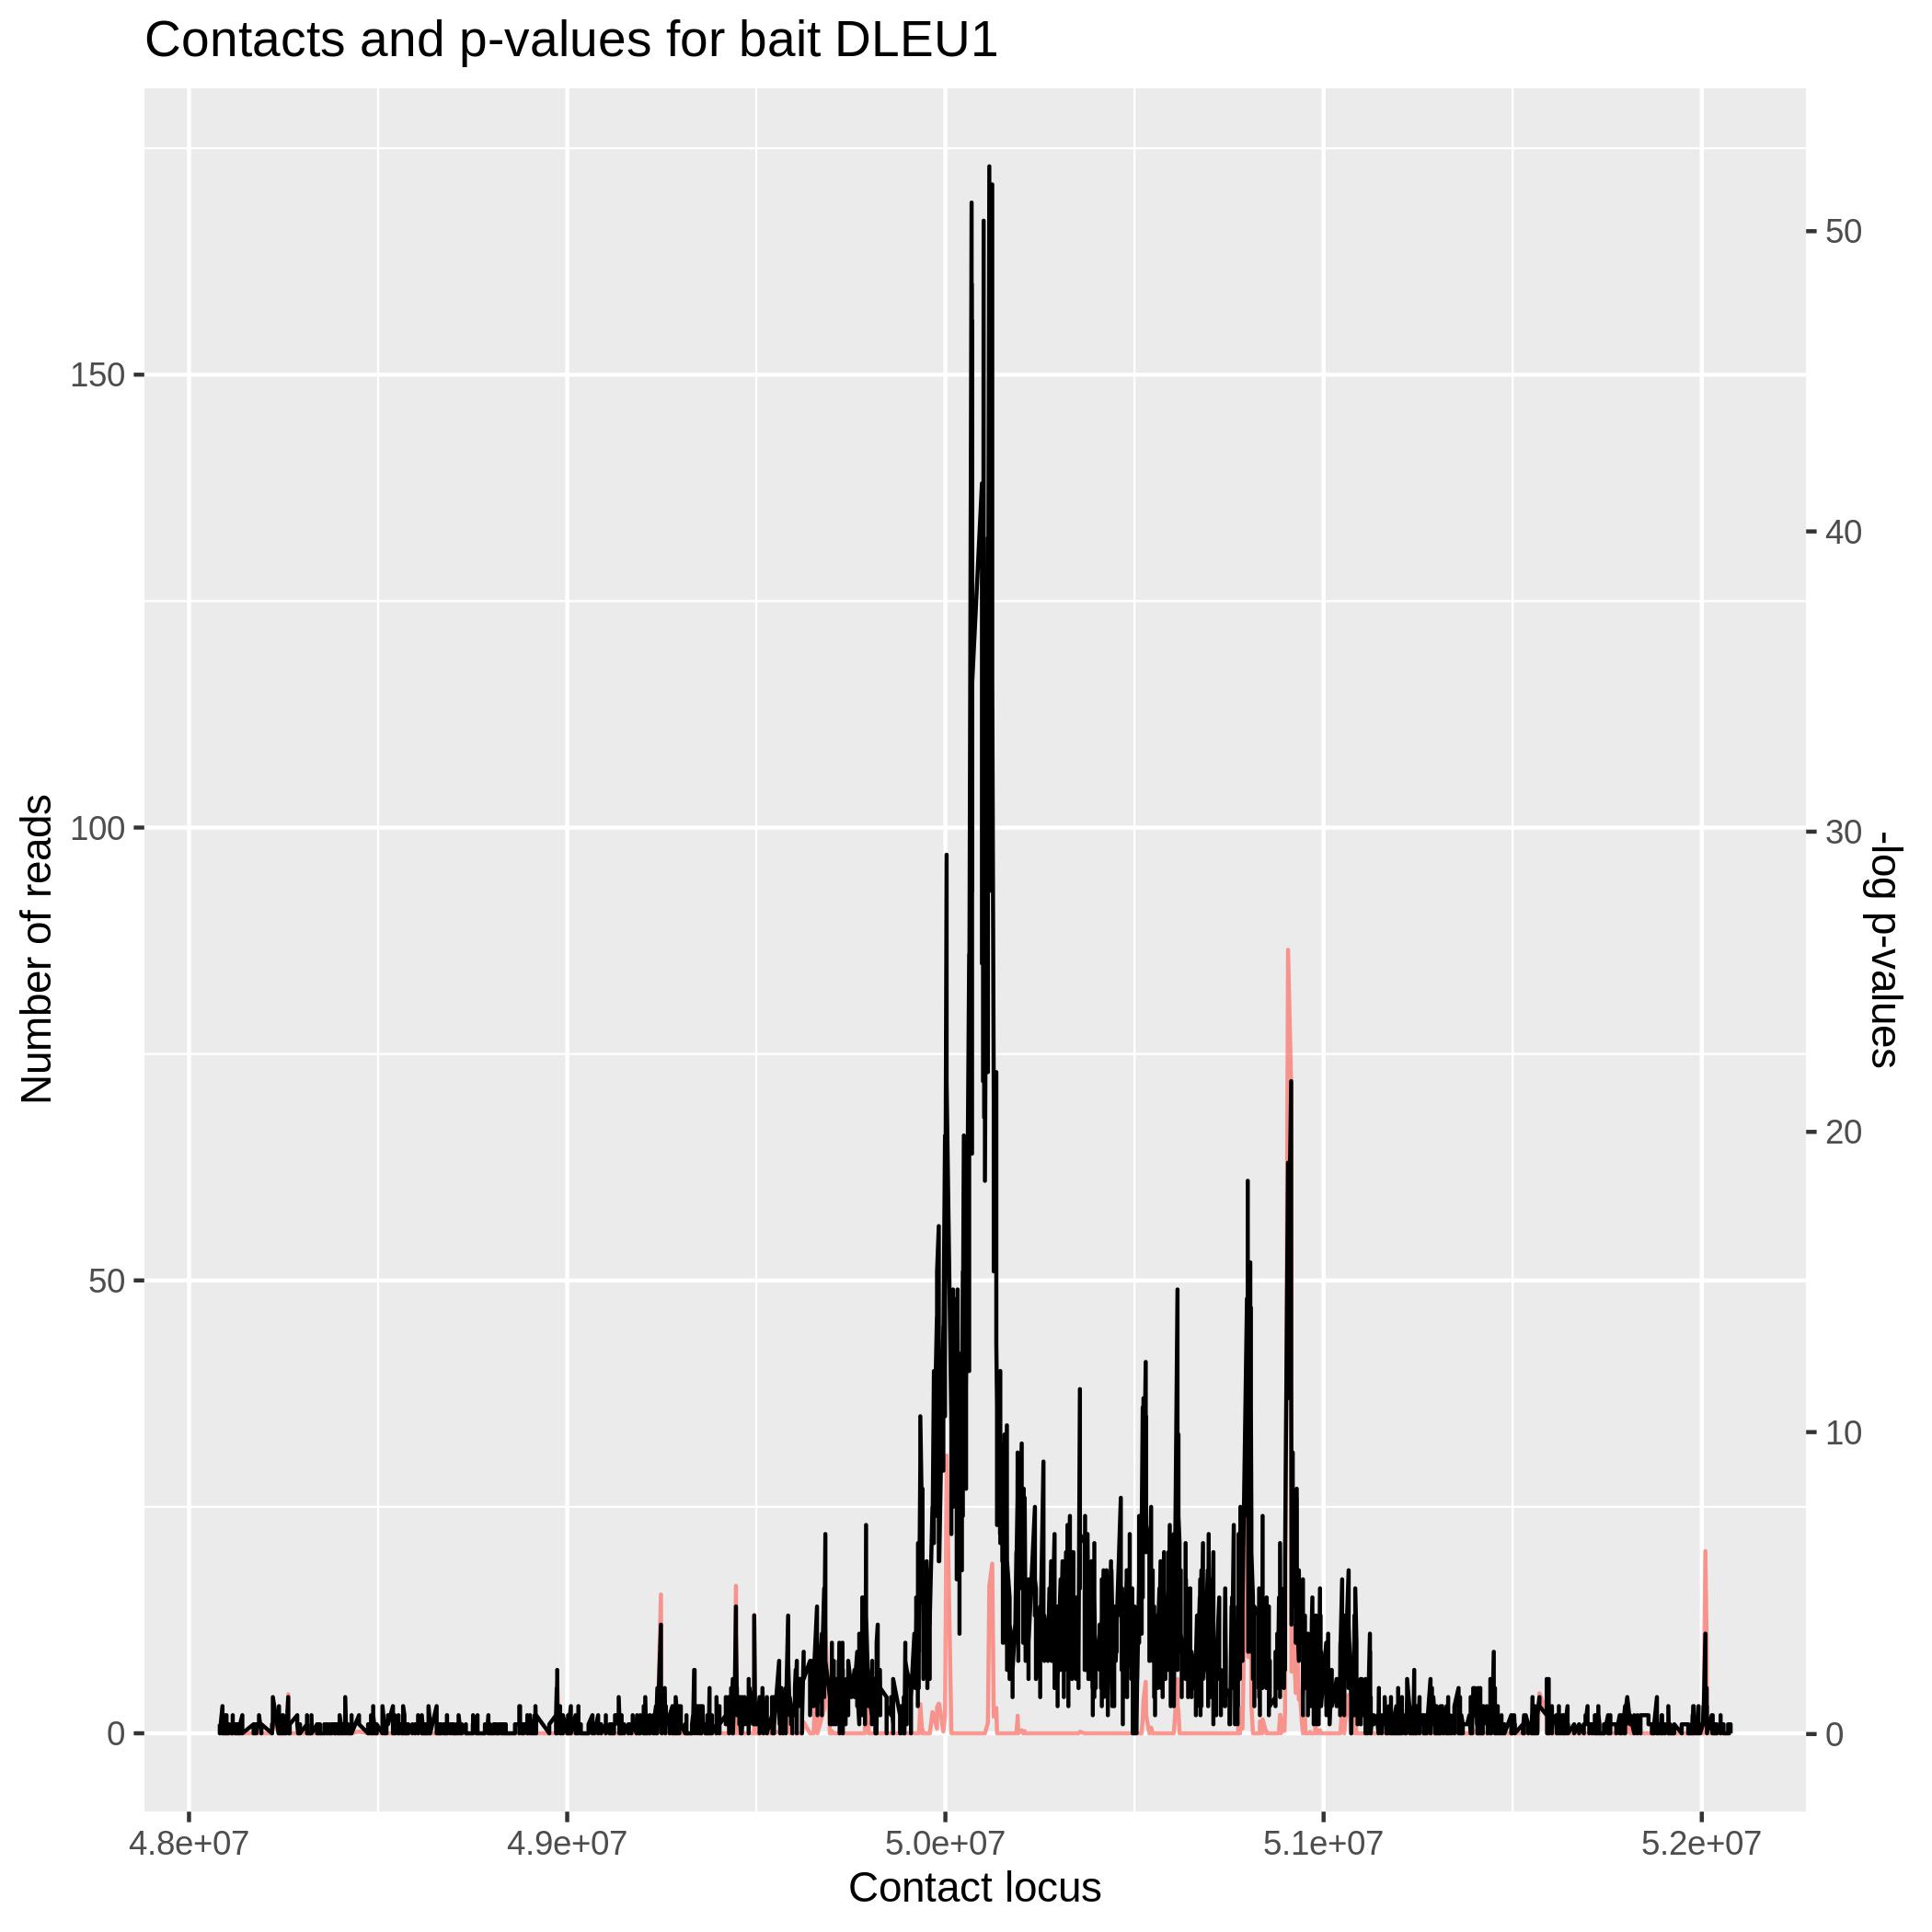 Contacts and p-values for bait DLEU1
Number of reads
150
100
50
0
50
40
30
20
10
0
-log p-values
4.8e+07
4.9e+07
5.0e+07
5.1e+07
5.2e+07
Contact locus